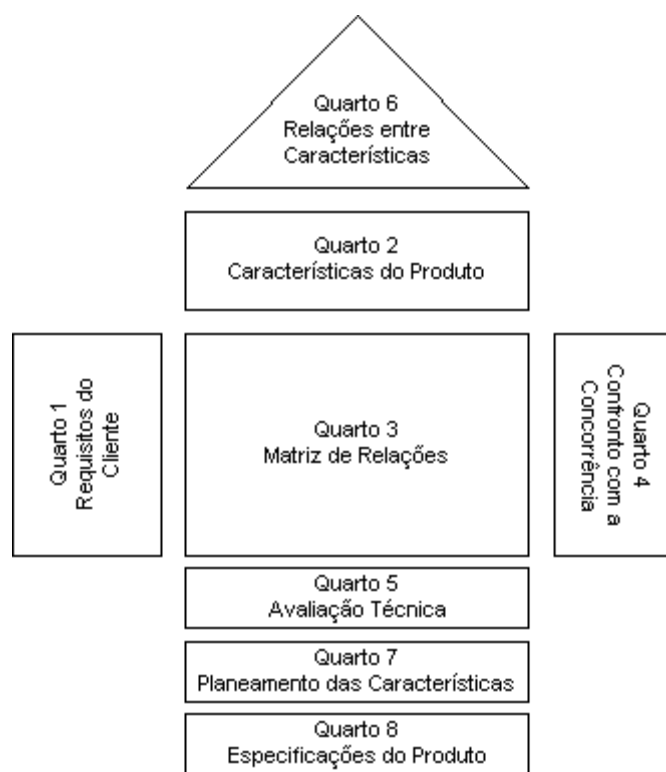 Quarto 6
Relações entre
Características
Quarto 2
Características do Produto
Quarto 1
Requisitos do
Cliente
Quarto 3
Matriz de Relações
Quarto 4
Confronto com a
Concorrência
Quarto 5
Avaliação Técnica
Quarto 7
Planeamento das Características
Quarto 8
Especificações do Produto